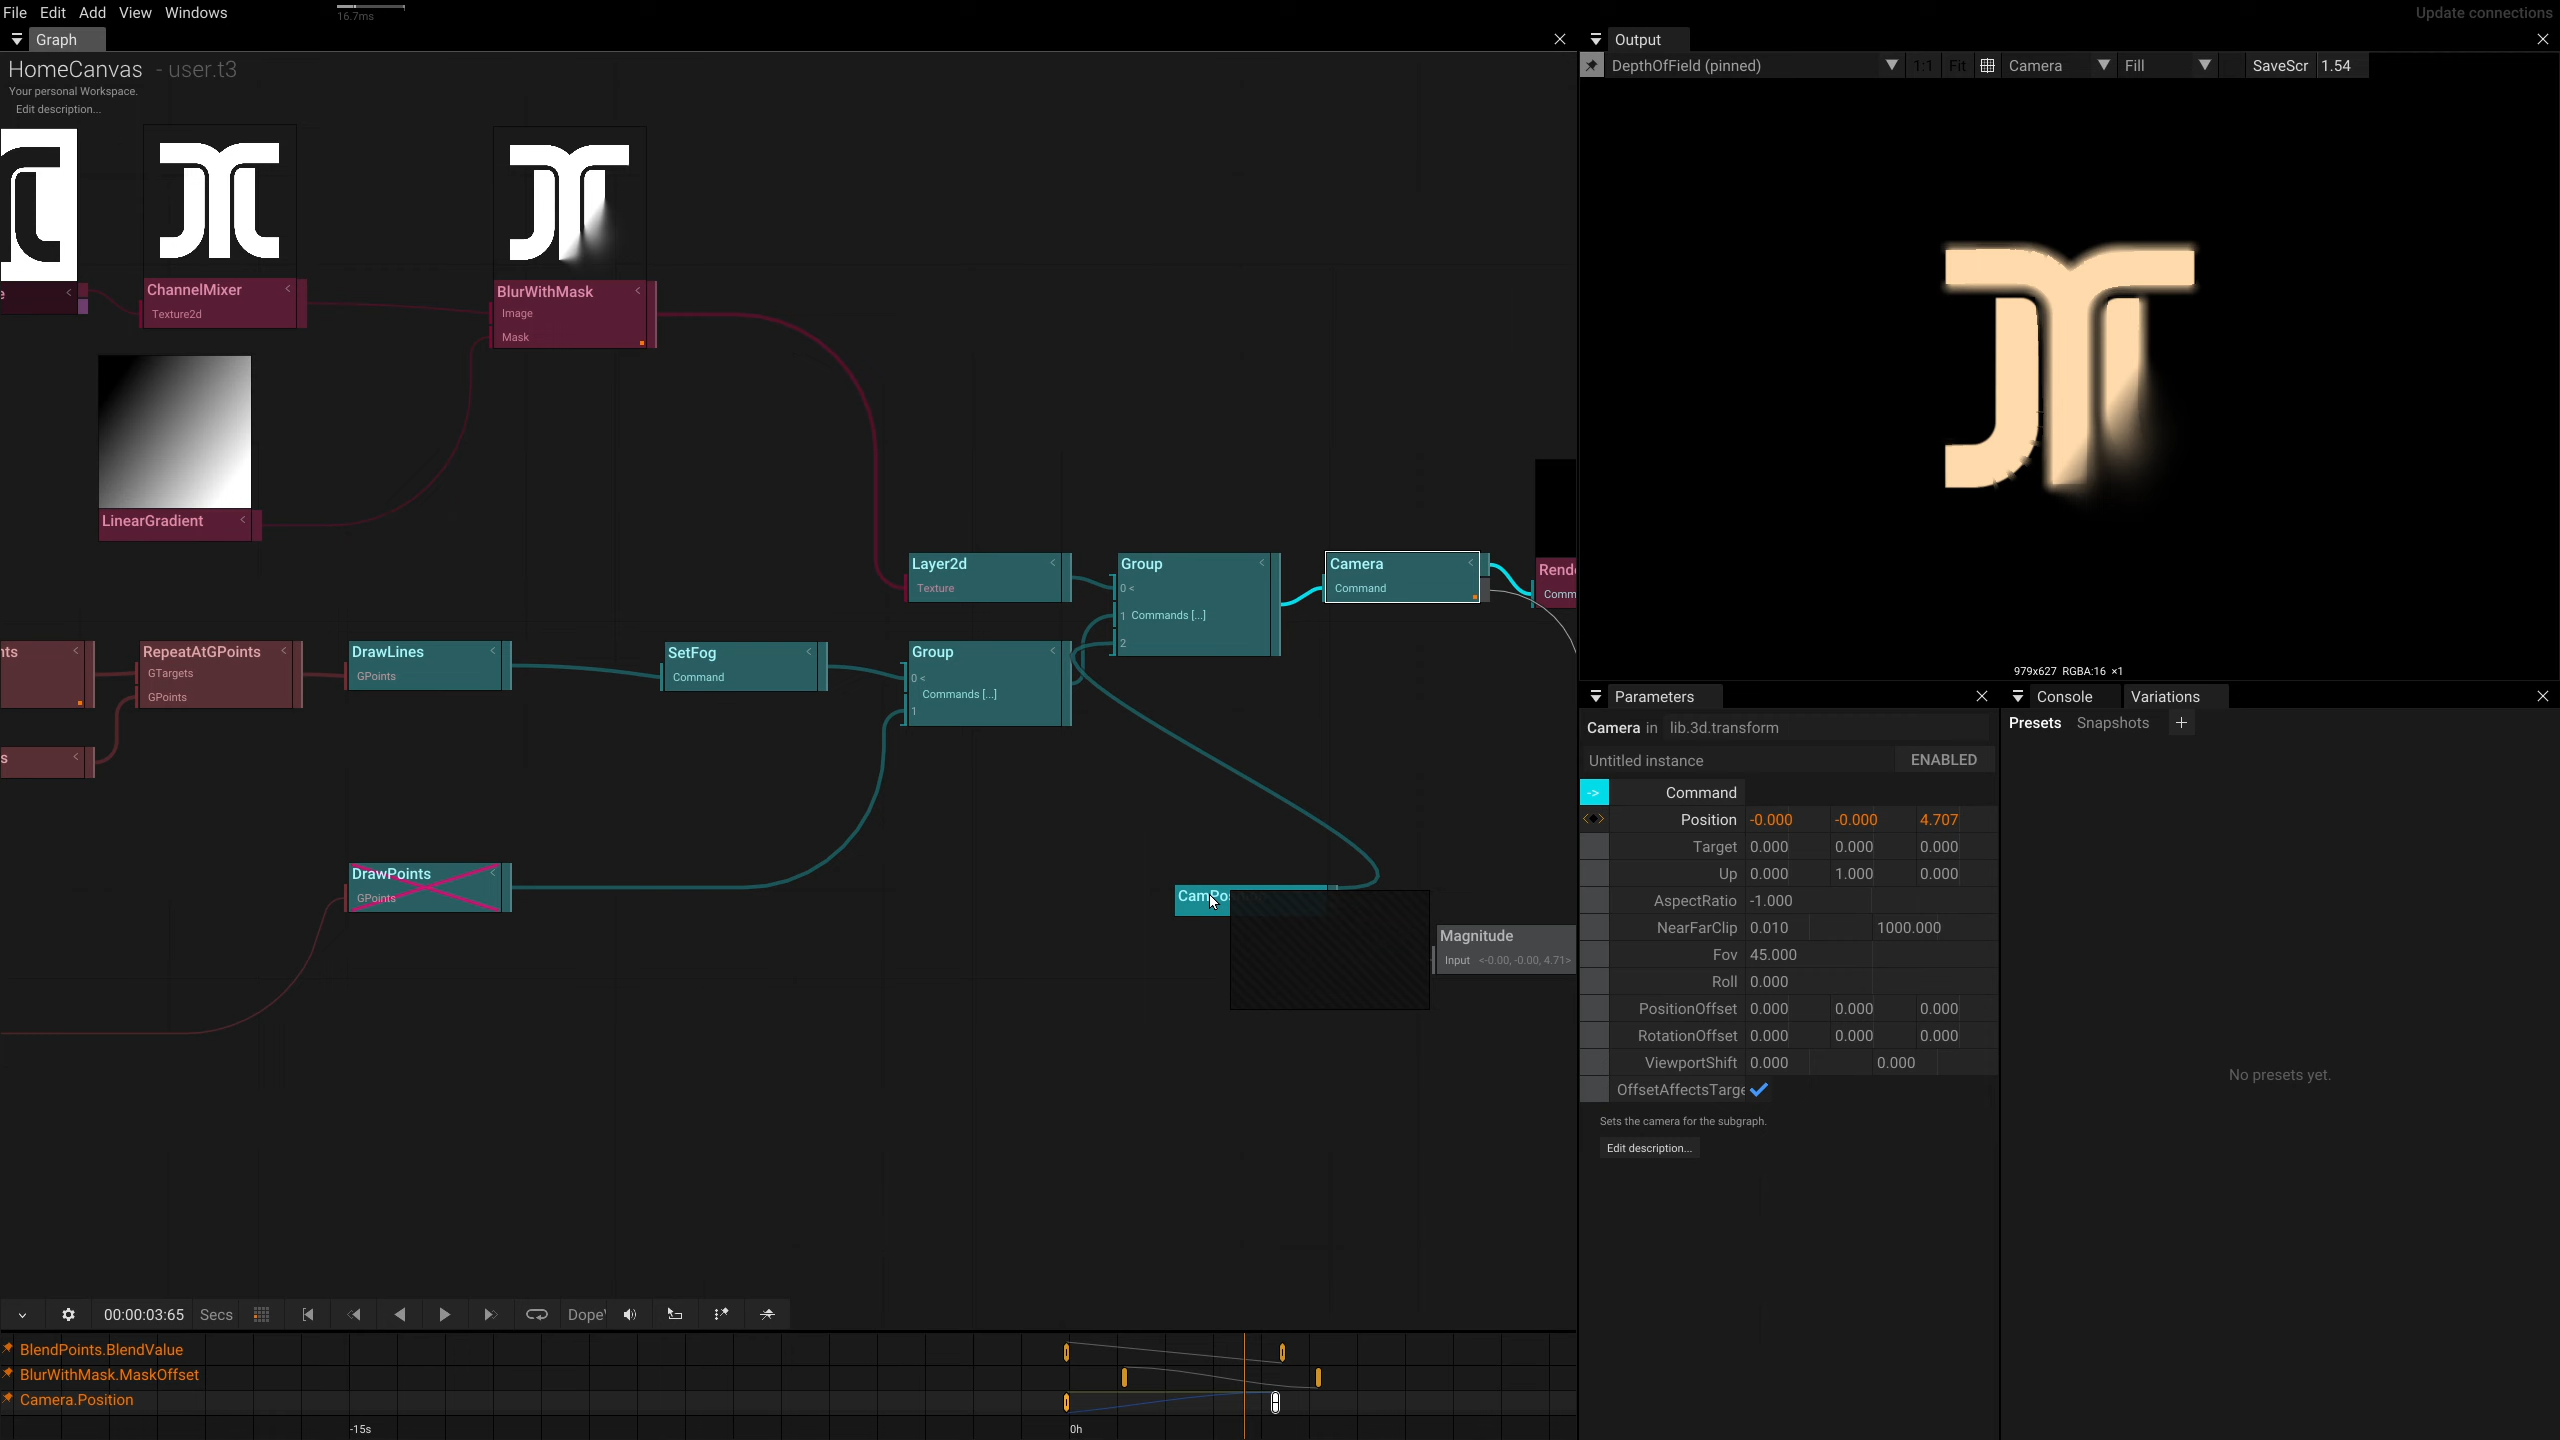 File Edit Add View Windows
16.7ms
Update connections
Graph
Output
HomeCanvas - user.t3
Your personal Workspace.
Edit description...
DepthOfField (pinned) 1:1 Fit Camera Fill SaveScr 1.54
ChannelMixer
Texture2d
BlurWithMask
Image
Mask
LinearGradient
Layer2d
Texture
Group
0 <
1 Commands [...]
2
Camera
Command
Rend
Comm
nts
RepeatAtGPoints
GTargets
GPoints
s
DrawLines
GPoints
SetFog
Command
Group
0 <
Commands [...]
1
DrawPoints
GPoints
CamPos
Magnitude
Input <-0.00, -0.00, 4.71>
979x627 RGBA:16 ×1
Parameters
Console Variations
Camera in lib.3d.transform
Presets Snapshots +
Untitled instance ENABLED
-> Command
Position -0.000 -0.000 4.707
Target 0.000 0.000 0.000
Up 0.000 1.000 0.000
AspectRatio -1.000
NearFarClip 0.010 1000.000
Fov 45.000
Roll 0.000
PositionOffset 0.000 0.000 0.000
RotationOffset 0.000 0.000 0.000
ViewportShift 0.000 0.000
OffsetAffectsTarge
Sets the camera for the subgraph.
Edit description...
No presets yet.
00:00:03:65 Secs Dope
BlendPoints.BlendValue
BlurWithMask.MaskOffset
Camera.Position
-15s 0h